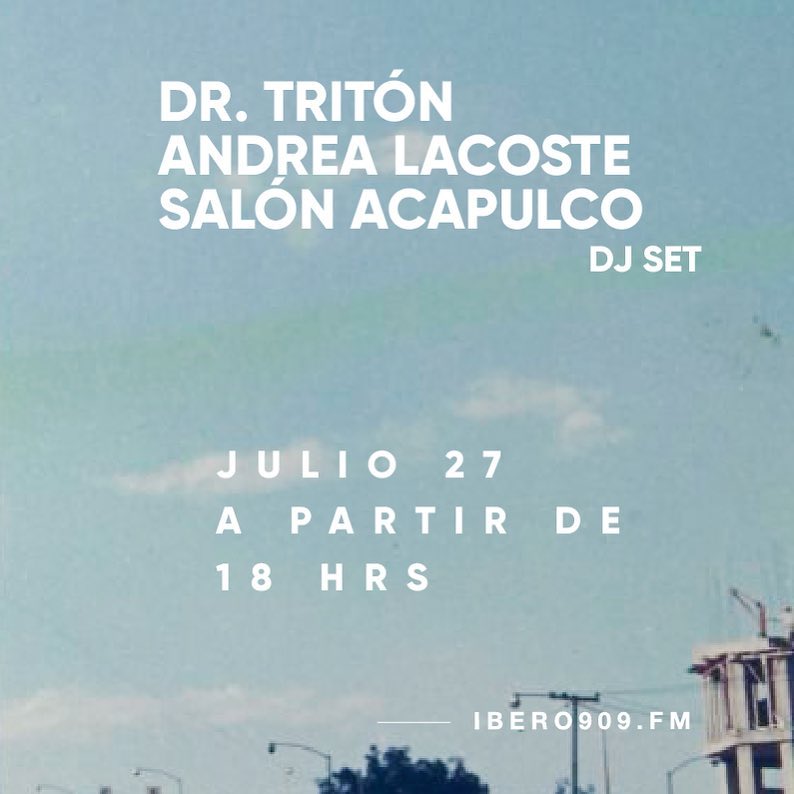 DR. TRITÓN
ANDREA LACOSTE
SALÓN ACAPULCO
DJ SET
JULIO 27
A PARTIR DE
18 HRS
IBERO909.FM